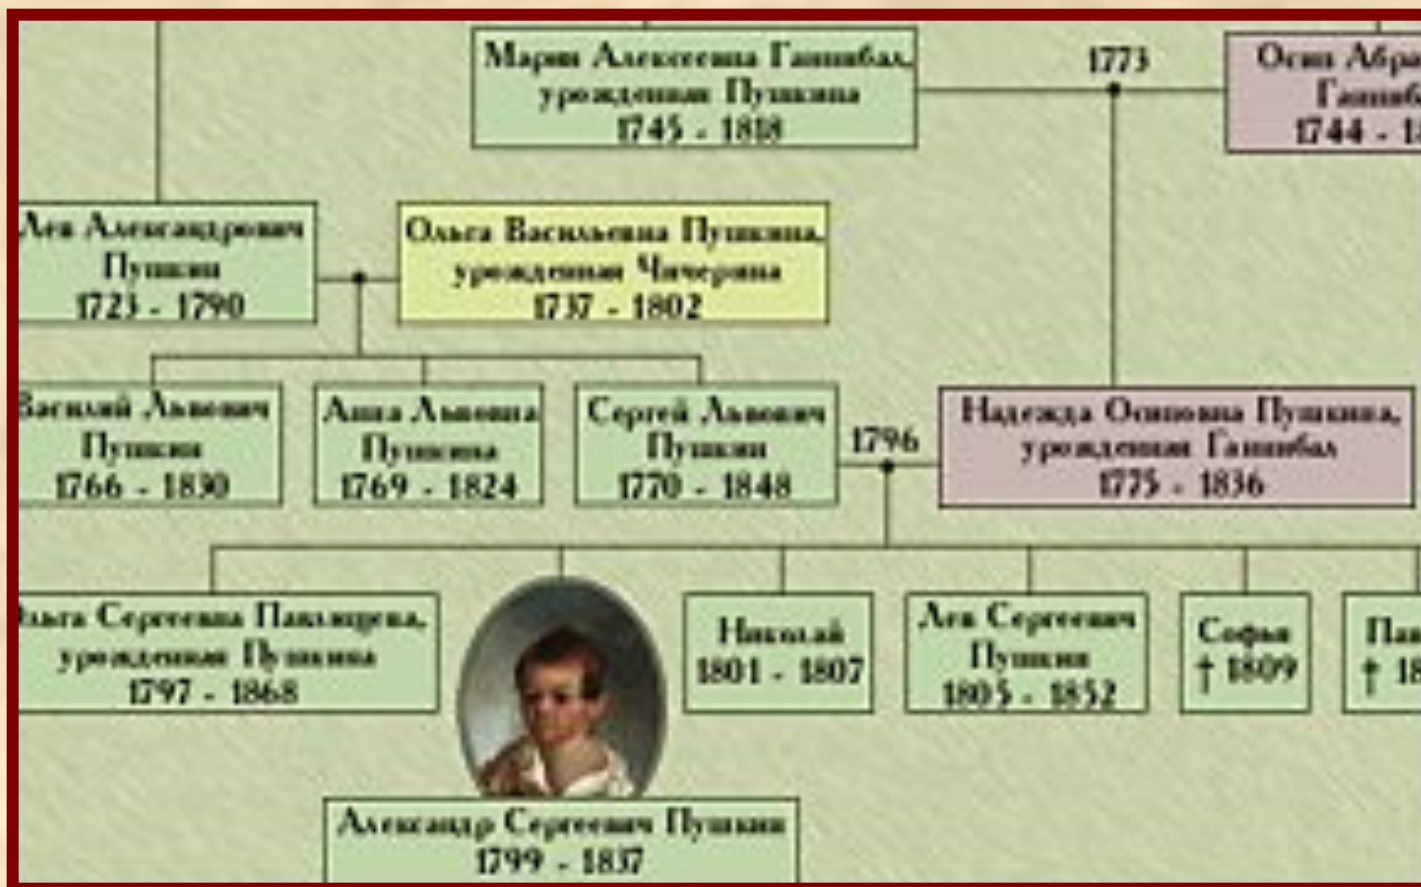 Мария Алексеевна Ганнибал,
урожденная Пушкина
1745 - 1818
1773
Осип
1744 -
Лев Александрович
Пушкин
1723 - 1790
Ольга Васильевна Пушкина,
урожденная Чичерина
1737 - 1802
Василий Львович
Пушкин
1766 - 1830
Анна Львовна
Пушкина
1769 - 1824
Сергей Львович
Пушкин
1770 - 1848
1796
Надежда Осиповна Пушкина,
урожденная Ганнибал
1775 - 1836
Сергеевна Павлищева,
урожденная Пушкина
1797 - 1868
Николай
1801 - 1807
Лев Сергеевич
Пушкин
1805 - 1852
Софья
† 1809
†
Александр Сергеевич Пушкин
1799 - 1837